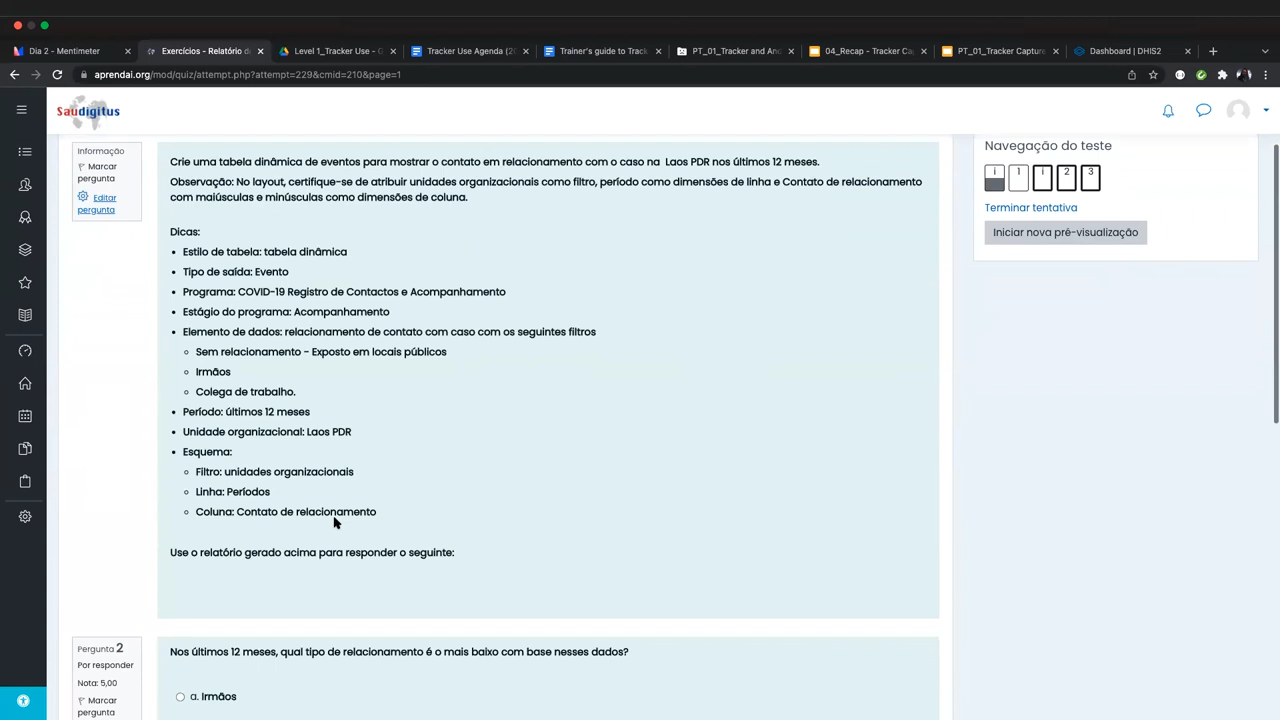 Dia 2 - Mentimeter
Exercícios - Relatório d
Level 1_Tracker Use - G
Tracker Use Agenda (2
Trainer's guide to Track
PT_01_Tracker and And
04_Recap - Tracker Ca
PT_01_Tracker Capture
Dashboard | DHIS2
aprendai.org/mod/quiz/attempt.php?attempt=229&cmid=210&page=1
Saudigitus
Informação
Marcar pergunta
Editar pergunta
Crie uma tabela dinâmica de eventos para mostrar o contato em relacionamento com o caso na Laos PDR nos últimos 12 meses.
Observação: No layout, certifique-se de atribuir unidades organizacionais como filtro, período como dimensões de linha e Contato de relacionamento
com maiúsculas e minúsculas como dimensões de coluna.
Dicas:
Estilo de tabela: tabela dinâmica
Tipo de saída: Evento
Programa: COVID-19 Registro de Contactos e Acompanhamento
Estágio do programa: Acompanhamento
Elemento de dados: relacionamento de contato com caso com os seguintes filtros
Sem relacionamento - Exposto em locais públicos
Irmãos
Colega de trabalho.
Período: últimos 12 meses
Unidade organizacional: Laos PDR
Esquema:
Filtro: unidades organizacionais
Linha: Períodos
Coluna: Contato de relacionamento
Use o relatório gerado acima para responder o seguinte:
Navegação do teste
i 1 i 2 3
Terminar tentativa
Iniciar nova pré-visualização
Pergunta 2
Por responder
Nota: 5,00
Marcar
pergunta
Nos últimos 12 meses, qual tipo de relacionamento é o mais baixo com base nesses dados?
a. Irmãos